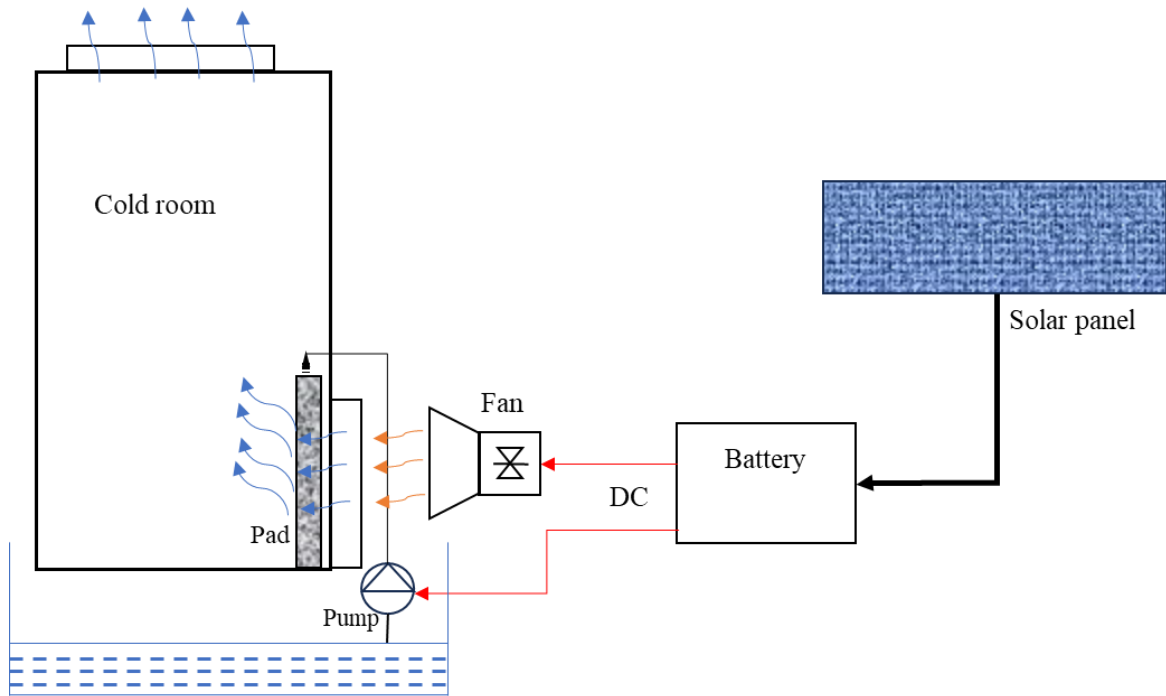 Cold room
Solar panel
Fan
Battery
DC
Pad
Pump